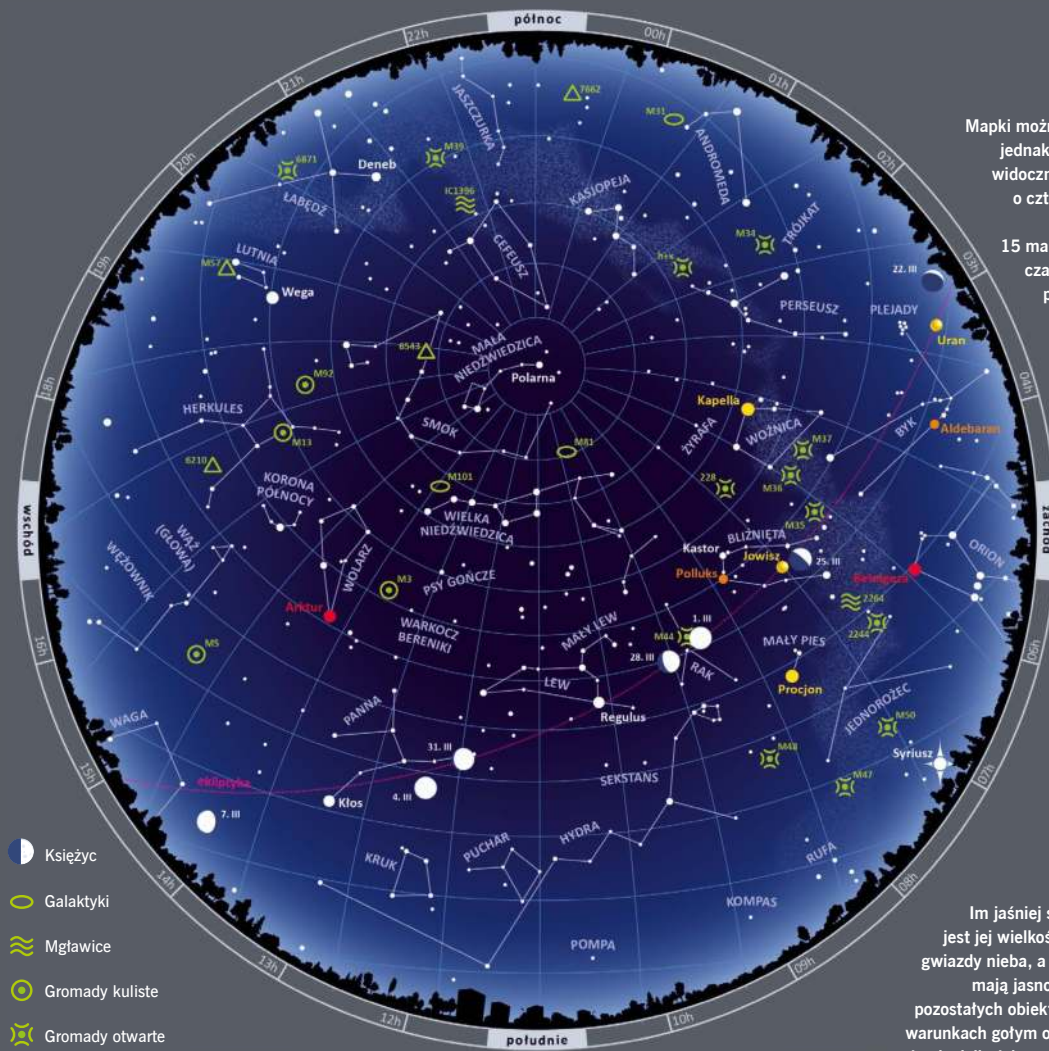 północ
22h
00h
21h
01h
20h
02h
19h
03h
18h
04h
wschód
zachód
16h
06h
15h
07h
14h
08h
13h
09h
12h
10h
południe
JASZCZURKA
7662
M31
ANDROMEDA
M39
6871
Deneb
ŁABĘDŹ
IC1396
KASJOPEJA
CEFEUSZ
M34
TRÓJKĄT
h+x
LUTNIA
M57
Wega
22. III
PERSEUSZ
PLEJADY
Uran
6543
MAŁA
NIEDŹWIEDZICA
Polarna
M92
HERKULES
M13
Kapella
ŻYRAFA
WOŹNICA
BYK
Aldebaran
SMOK
M81
M37
M36
228
6210
KORONA
PÓŁNOCY
M101
WIELKA
NIEDŹWIEDZICA
M35
WĄŻ
(GŁOWA)
WĘŻOWNIK
WOLARZ
BLIŹNIĘTA
Kastor
Jowisz
25. III
Polluks
ORION
Betelgeza
M3
PSY GOŃCZE
2264
2244
Arktur
WARKOCZ
BERENIKI
MAŁY LEW
1. III
M44
MAŁY PIES
M5
28. III
RAK
LEW
Procjon
Regulus
PANNA
JEDNOROŻEC
M50
WAGA
31. III
Syriusz
M48
SEKSTANS
M47
ekliptyka
4. III
Kłos
7. III
HYDRA
PUCHAR
KRUK
RUFA
KOMPAS
POMPA
Księżyc
Galaktyki
Mgławice
Gromady kuliste
Gromady otwarte
Mapki możn
jednak
widoczn
o czt
15 ma
cza
p
Im jaśniej s
jest jej wielkoś
gwiazdy nieba, a
mają jasno
pozostałych obiekt
warunkach gołym o